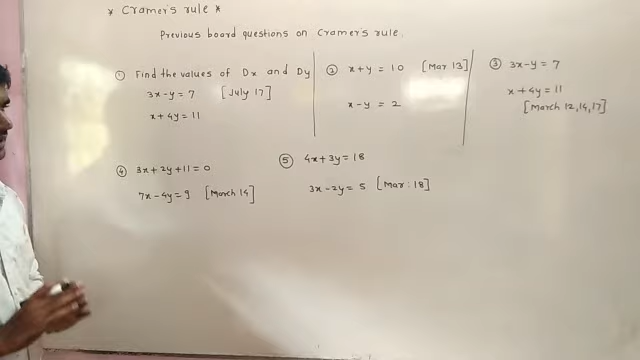 * Cramer's rule *
Previous board questions on Cramer's rule.
① Find the values of Dx and Dy
3x-y = 7 [July 17]
x+4y = 11
② x+y = 10 [Mar 13]
x-y = 2
③ 3x-y = 7
x+4y = 11
[March 12, 14, 17]
④ 3x+2y+11 = 0
7x-4y = 9 [March 14]
⑤ 4x+3y = 18
3x-2y = 5 [Mar : 18]